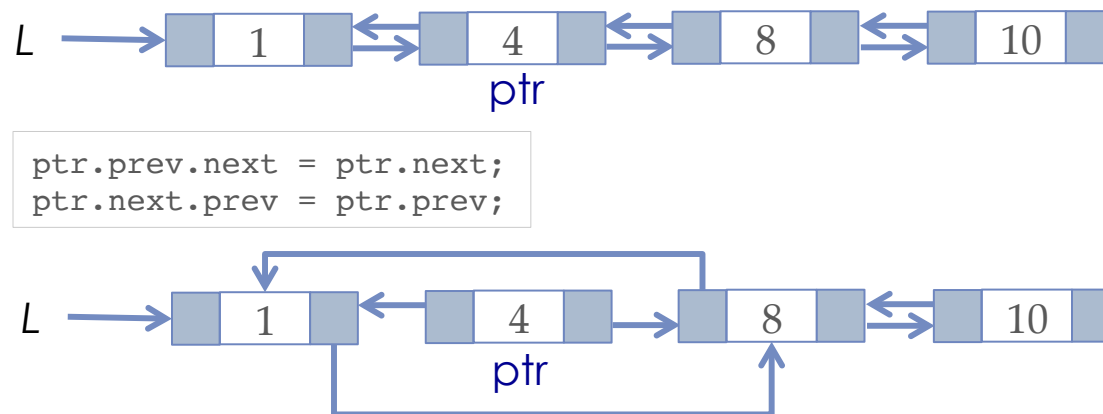 L 1 4 8 10
ptr
ptr.prev.next = ptr.next;
ptr.next.prev = ptr.prev;
L 1 4 8 10
ptr